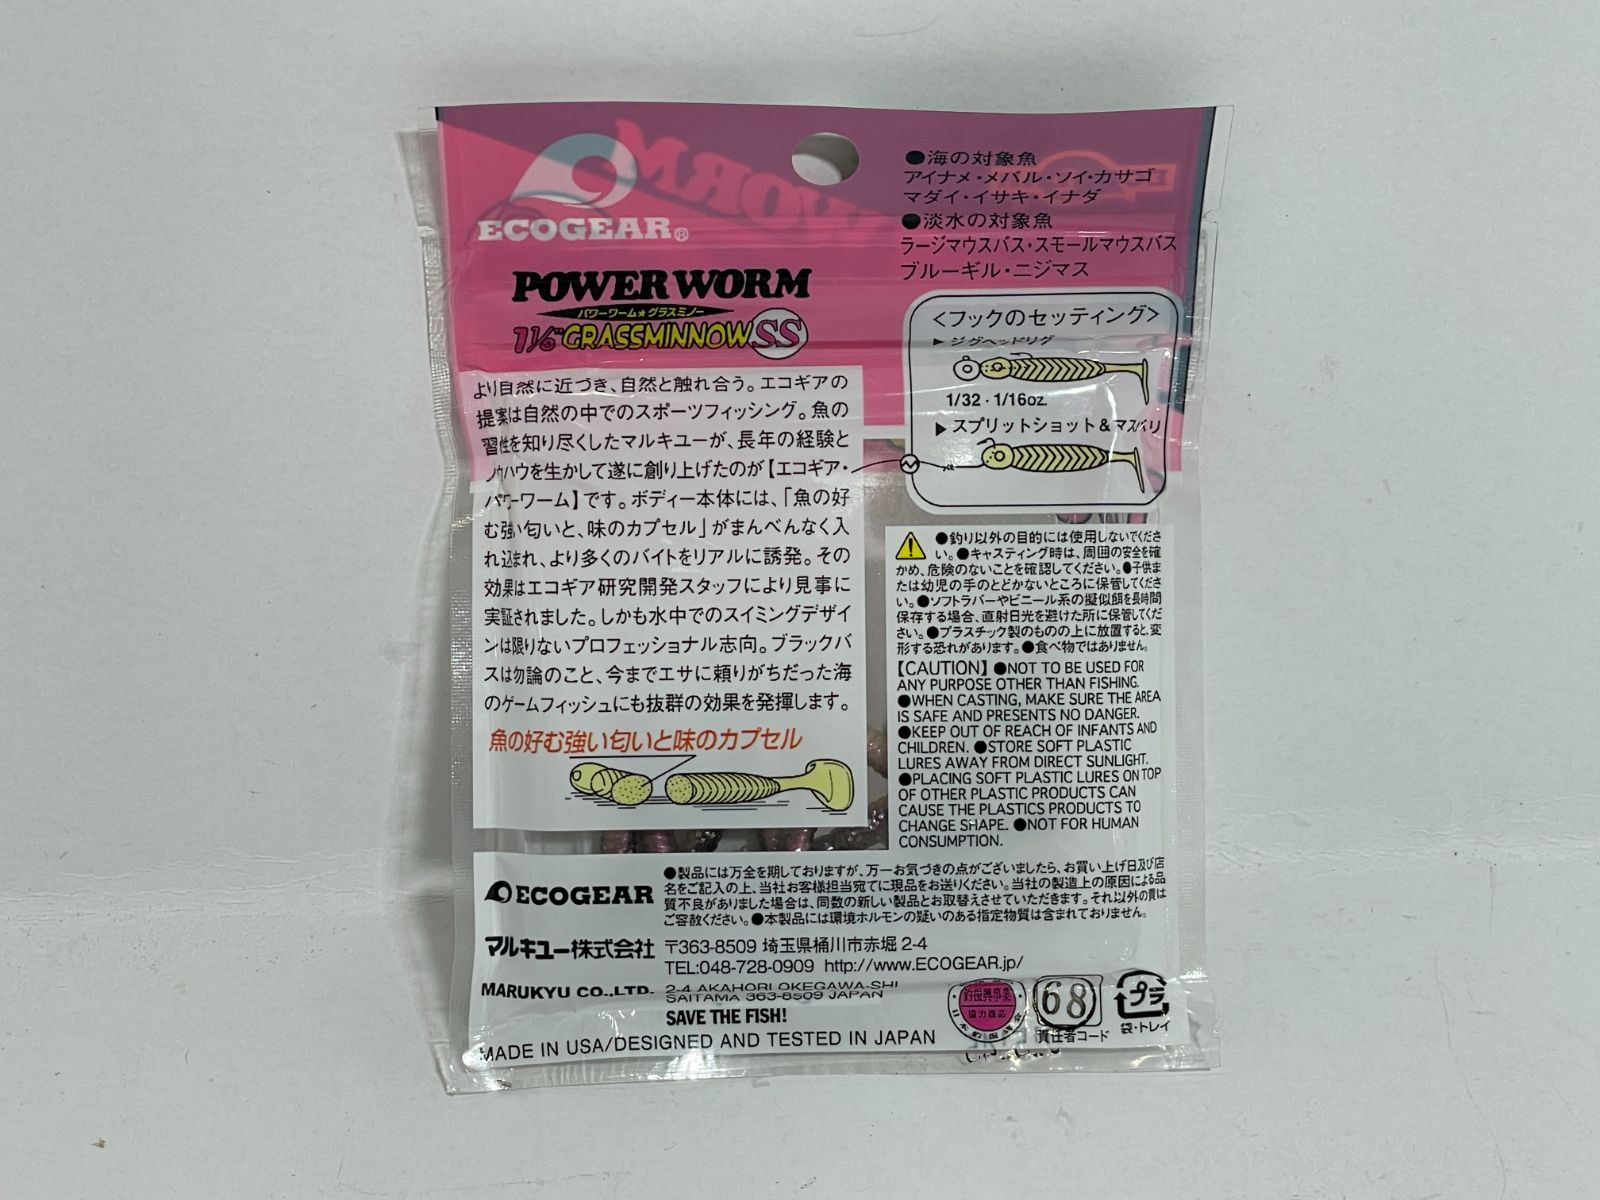 ECOGEAR®
POWER WORM
パワーワーム★グラスミノー
1⅙" GRASSMINNOW SS
●海の対象魚
アイナメ・メバル・ソイ・カサゴ
マダイ・イサキ・イナダ
●淡水の対象魚
ラージマウスバス・スモールマウスバス
ブルーギル・ニジマス
<フックのセッティング>
▶ジグヘッドリグ
1/32・1/16oz.
▶スプリットショット&マスバリ
より自然に近づき、自然と触れ合う。エコギアの
提案は自然の中でのスポーツフィッシング。魚の
習性を知り尽くしたマルキユーが、長年の経験と
ノウハウを生かして遂に創り上げたのが【エコギア・
パワーワーム】です。ボディー本体には、「魚の好
む強い匂いと、味のカプセル」がまんべんなく入
れ込まれ、より多くのバイトをリアルに誘発。その
効果はエコギア研究開発スタッフにより見事に
実証されました。しかも水中でのスイミングデザイ
ンは限りないプロフェッショナル志向。ブラックバ
スは勿論のこと、今までエサに頼りがちだった海
のゲームフィッシュにも抜群の効果を発揮します。
魚の好む強い匂いと味のカプセル
●釣り以外の目的には使用しないでくださ
い。●キャスティング時は、周囲の安全を確
かめ、危険のないことを確認してください。●子供ま
たは幼児の手のとどかないところに保管してくださ
い。●ソフトラバーやビニール系の擬似餌を長時間
保存する場合、直射日光を避けた所に保管してくだ
さい。●プラスチック製のものの上に放置すると、変
形する恐れがあります。●食べ物ではありません。
【CAUTION】●NOT TO BE USED FOR
ANY PURPOSE OTHER THAN FISHING.
●WHEN CASTING, MAKE SURE THE AREA
IS SAFE AND PRESENTS NO DANGER.
●KEEP OUT OF REACH OF INFANTS AND
CHILDREN. ●STORE SOFT PLASTIC
LURES AWAY FROM DIRECT SUNLIGHT.
●PLACING SOFT PLASTIC LURES ON TOP
OF OTHER PLASTIC PRODUCTS CAN
CAUSE THE PLASTICS PRODUCTS TO
CHANGE SHAPE. ●NOT FOR HUMAN
CONSUMPTION.
ECOGEAR
●製品には万全を期しておりますが、万一お気づきの点がございましたら、お買い上げ日及び店
名をご記入の上、当社お客様担当宛てに現品をお送りください。当社の製造上の原因による品
質不良がありました場合は、同数の新しい製品とお取替えさせていただきます。それ以外の責は
ご容赦ください。●本製品には環境ホルモンの疑いのある指定物質は含まれておりません。
マルキユー株式会社 〒363-8509 埼玉県桶川市赤堀 2-4
TEL:048-728-0909 http://www.ECOGEAR.jp/
MARUKYU CO.,LTD. 2-4 AKAHORI OKEGAWA-SHI
SAITAMA 363-8509 JAPAN
SAVE THE FISH!
MADE IN USA/DESIGNED AND TESTED IN JAPAN
協力商品
68
責任者コード
プラ
袋・トレイ